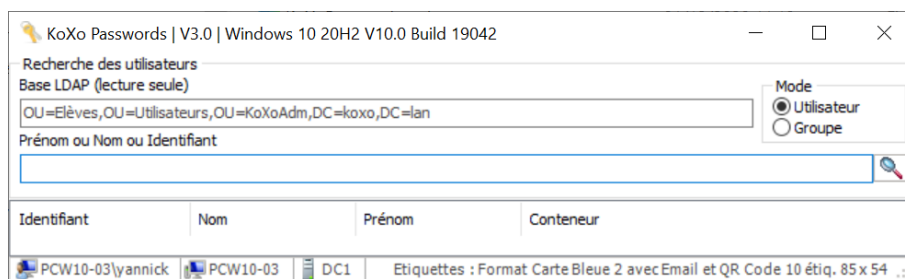 KoXo Passwords | V3.0 | Windows 10 20H2 V10.0 Build 19042
Recherche des utilisateurs
Base LDAP (lecture seule)
OU=Elèves,OU=Utilisateurs,OU=KoXoAdm,DC=koxo,DC=lan
Mode
Utilisateur
Groupe
Prénom ou Nom ou Identifiant
Identifiant Nom Prénom Conteneur
PCW10-03\yannick PCW10-03 DC1 Etiquettes : Format Carte Bleue 2 avec Email et QR Code 10 étiq. 85 x 54